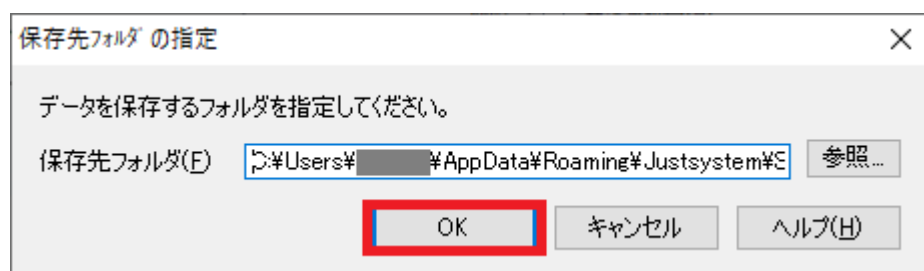 保存先フォルダの指定
データを保存するフォルダを指定してください。
保存先フォルダ(F) :¥Users¥ ¥AppData¥Roaming¥Justsystem¥S 参照...
OK キャンセル ヘルプ(H)